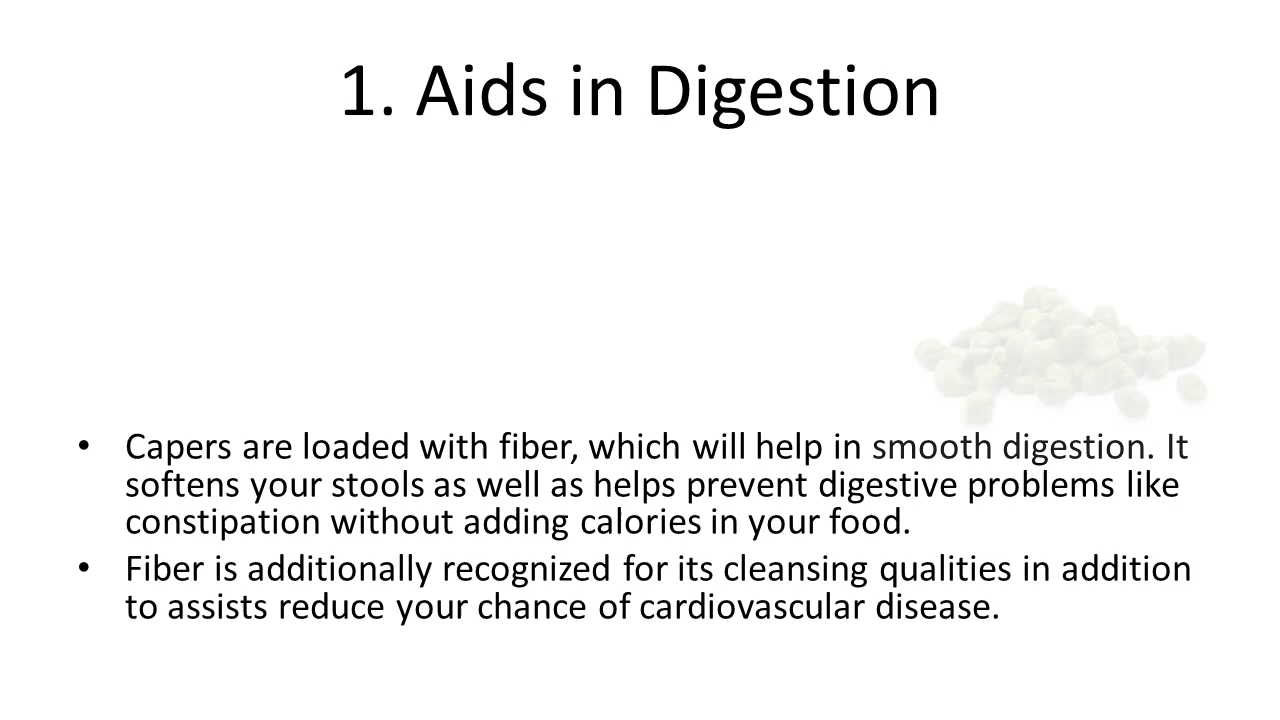 1. Aids in Digestion
• Capers are loaded with fiber, which will help in smooth digestion. It
softens your stools as well as helps prevent digestive problems like
constipation without adding calories in your food.
• Fiber is additionally recognized for its cleansing qualities in addition
to assists reduce your chance of cardiovascular disease.